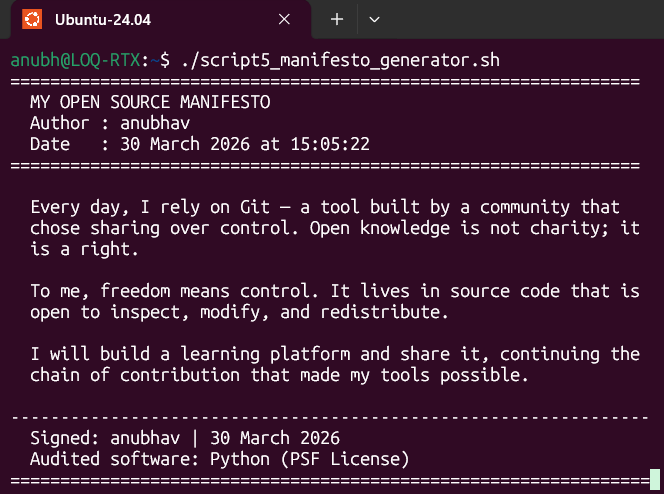 Ubuntu-24.04
anubh@LOQ-RTX:~$ ./script5_manifesto_generator.sh
===============================================================
MY OPEN SOURCE MANIFESTO
Author : anubhav
Date   : 30 March 2026 at 15:05:22
===============================================================
Every day, I rely on Git — a tool built by a community that
chose sharing over control. Open knowledge is not charity; it
is a right.
To me, freedom means control. It lives in source code that is
open to inspect, modify, and redistribute.
I will build a learning platform and share it, continuing the
chain of contribution that made my tools possible.
----------------------------------------------------------------
Signed: anubhav | 30 March 2026
Audited software: Python (PSF License)
================================================================